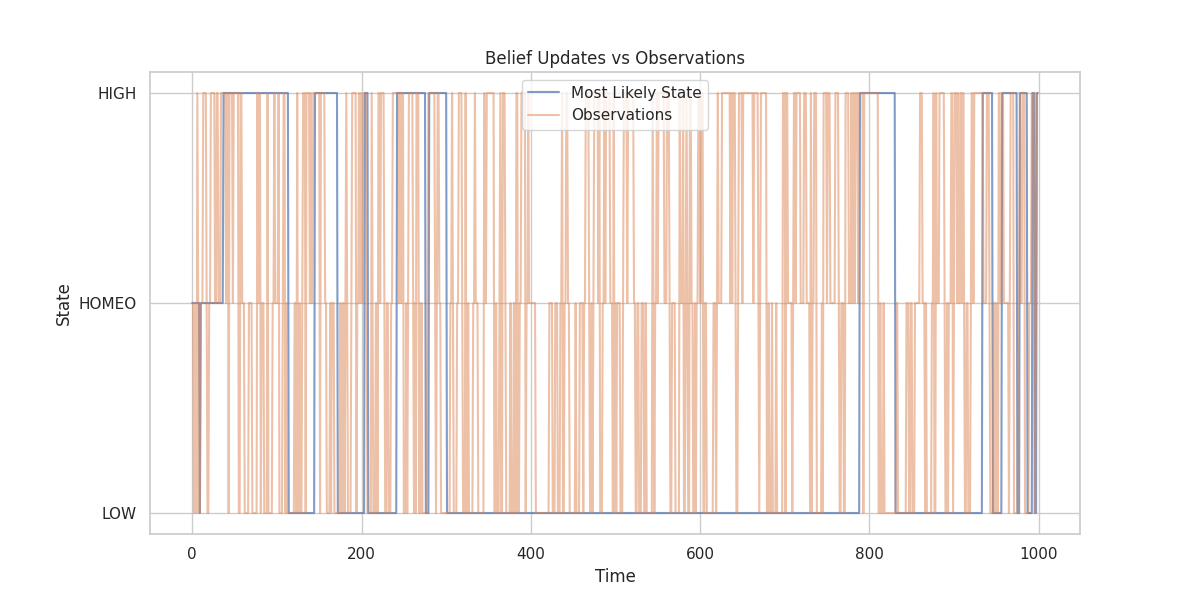 Belief Updates vs Observations
HIGH
HOMEO
LOW
State
Most Likely State
Observations
0
200
400
600
800
1000
Time